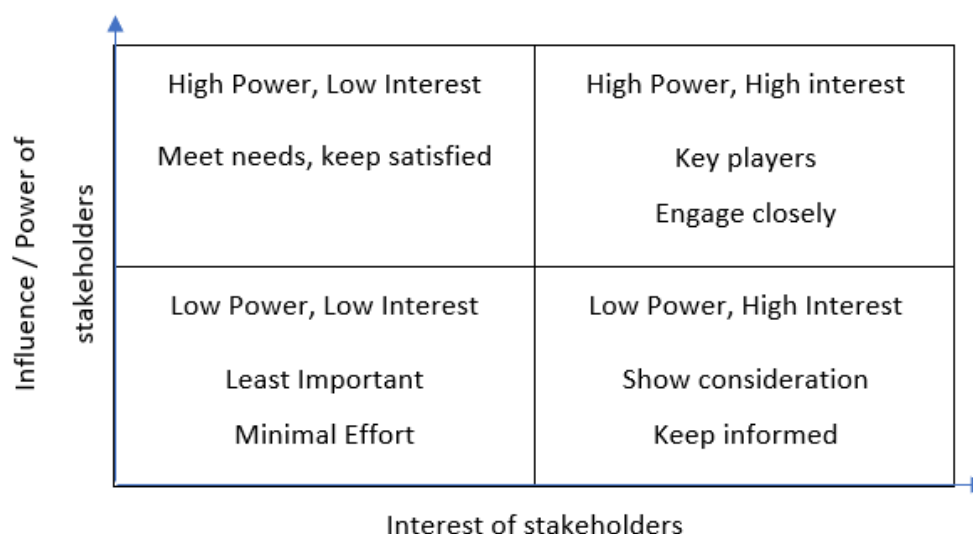 Influence / Power of
stakeholders
High Power, Low Interest
Meet needs, keep satisfied
High Power, High interest
Key players
Engage closely
Low Power, Low Interest
Least Important
Minimal Effort
Low Power, High Interest
Show consideration
Keep informed
Interest of stakeholders